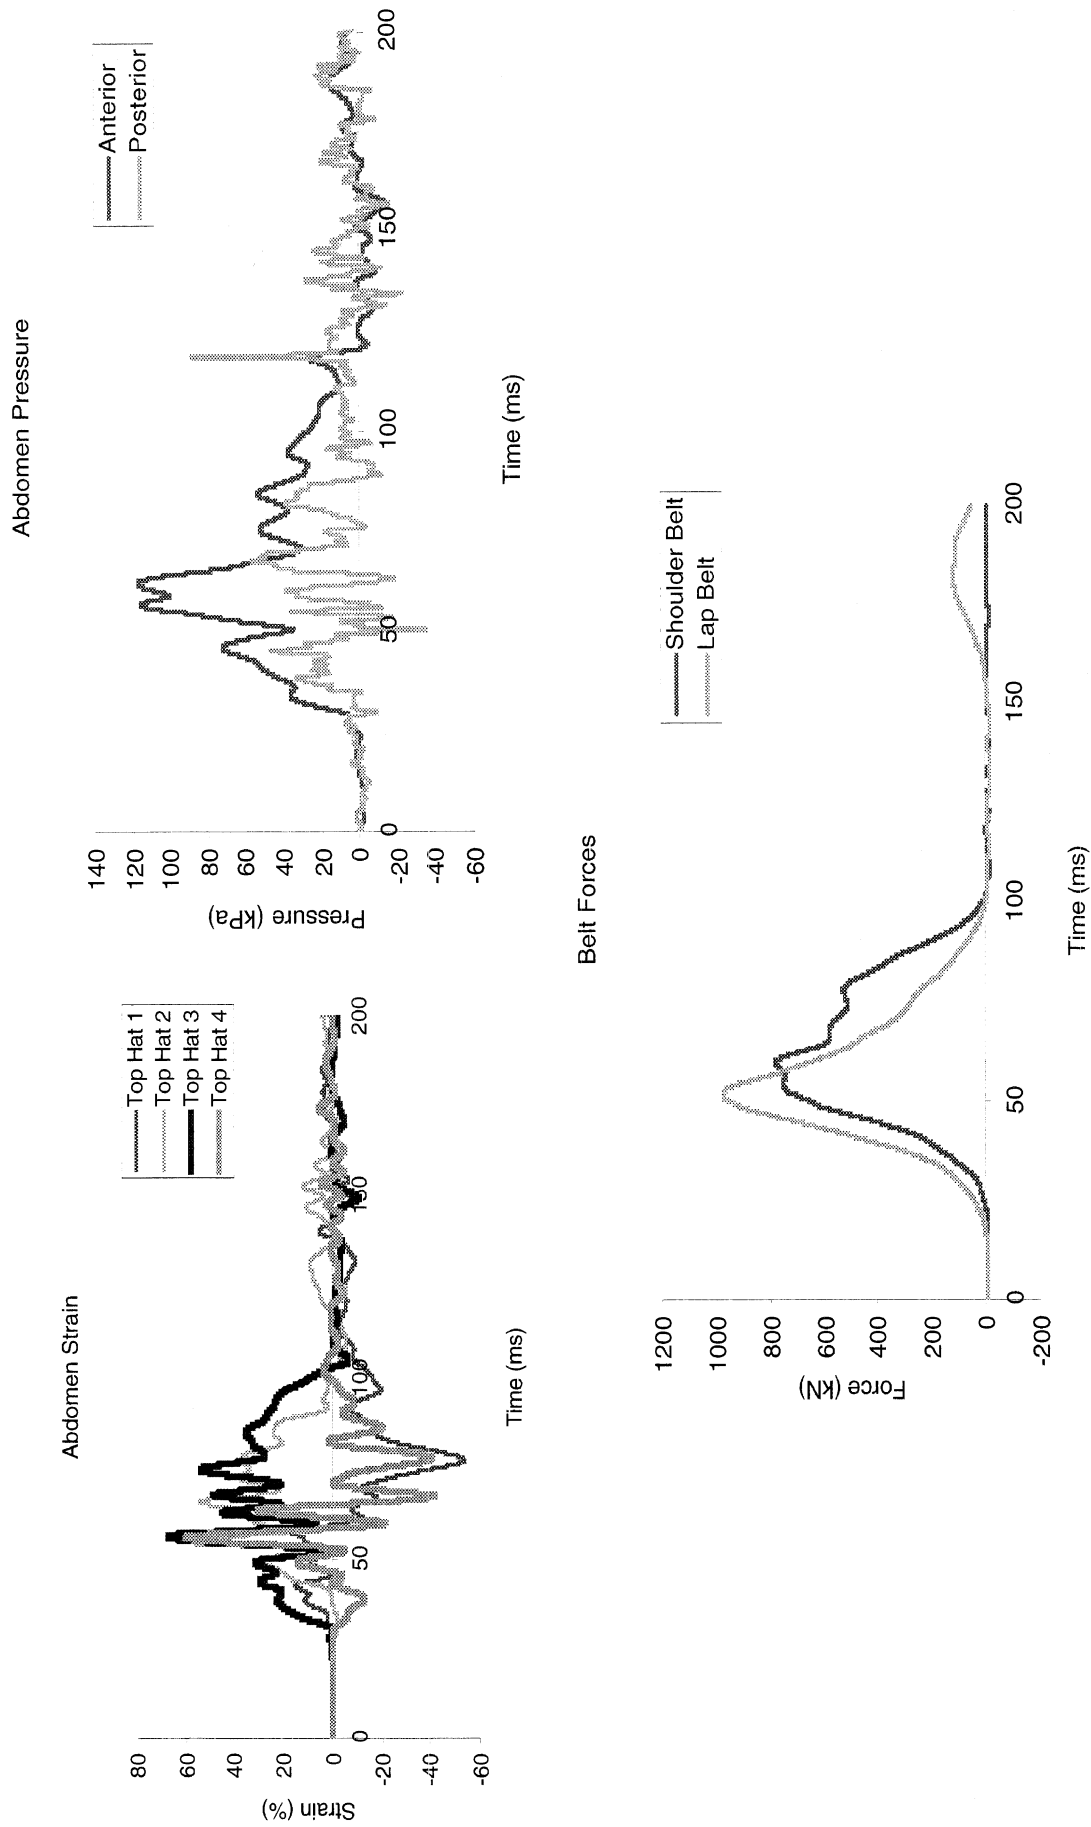 Abdomen Strain
Strain (%)
80
60
40
20
0
-20
-40
-60
0
50
100
150
200
Time (ms)
Top Hat 1
Top Hat 2
Top Hat 3
Top Hat 4
Abdomen Pressure
Pressure (kPa)
140
120
100
80
60
40
20
0
-20
-40
-60
0
50
100
150
200
Time (ms)
Anterior
Posterior
Belt Forces
Force (kN)
1200
1000
800
600
400
200
0
-200
0
50
100
150
200
Time (ms)
Shoulder Belt
Lap Belt